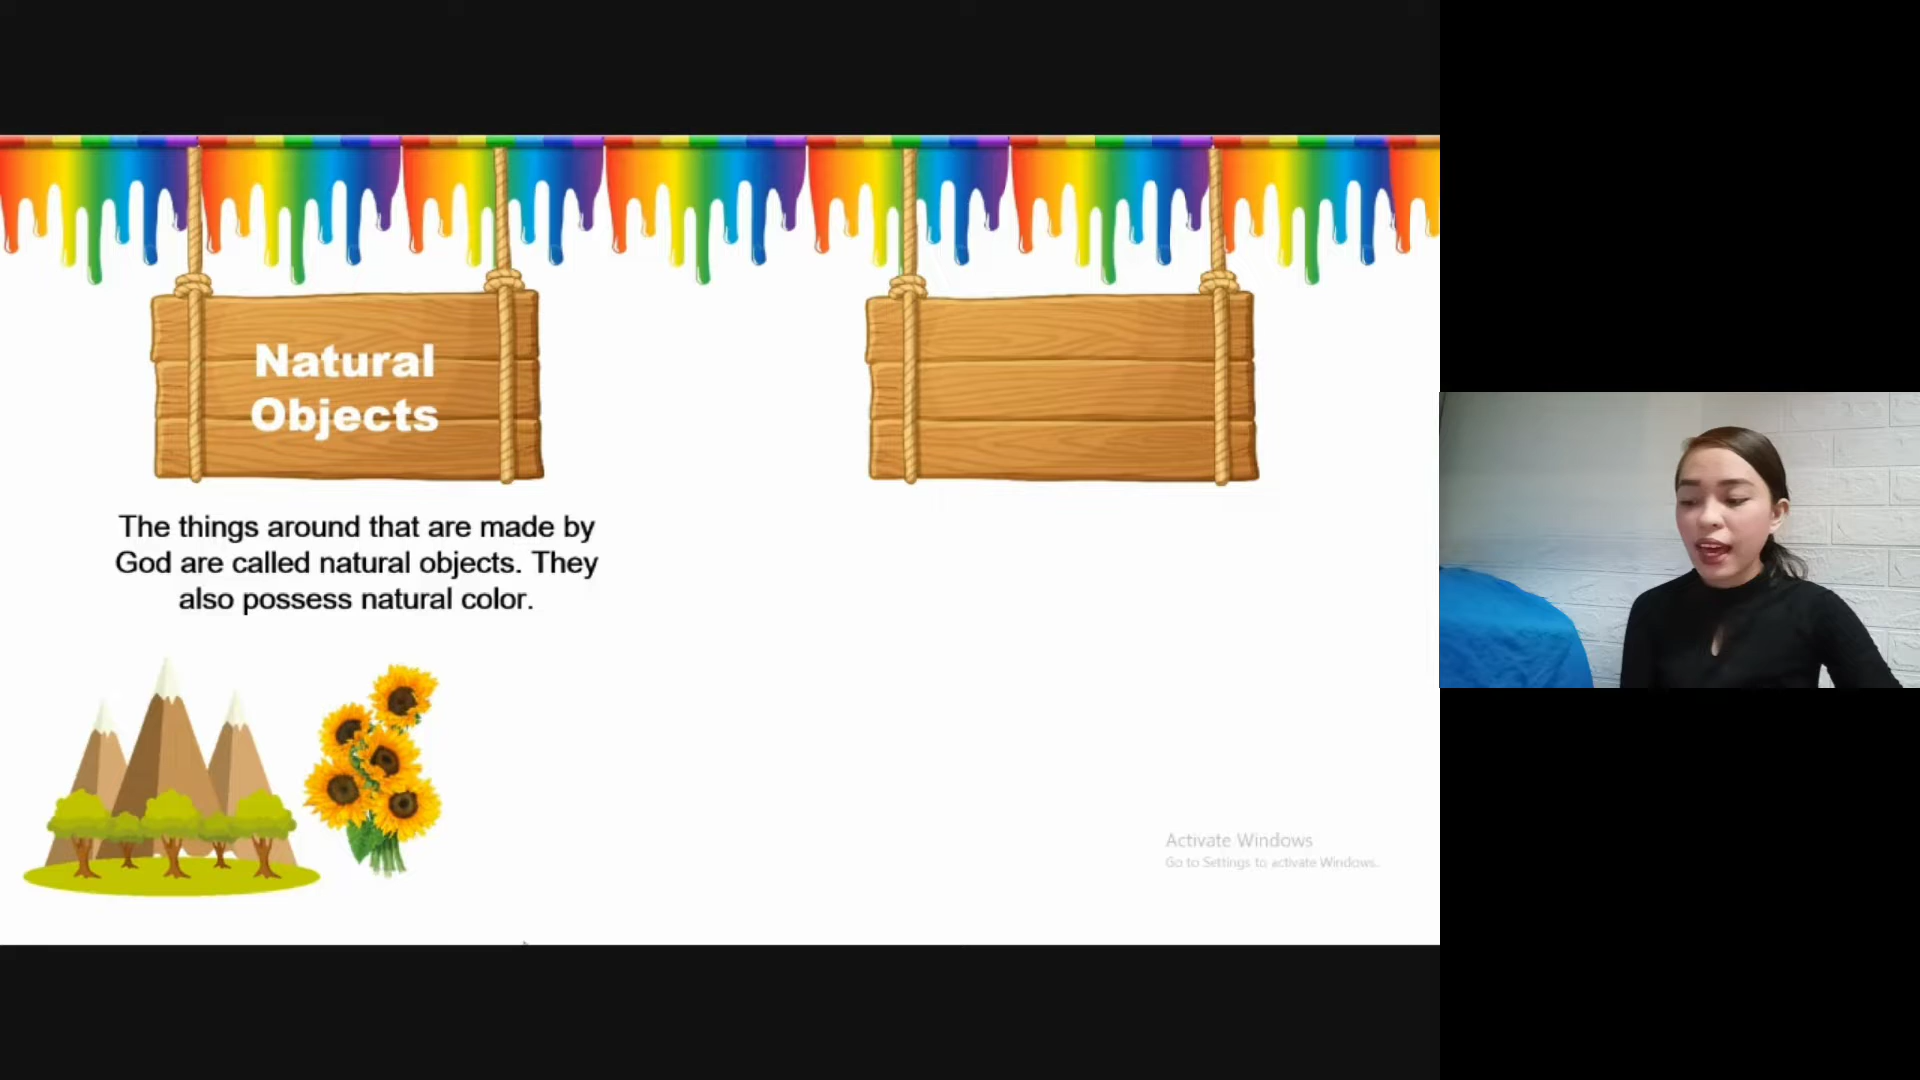 Natural
Objects
The things around that are made by
God are called natural objects. They
also possess natural color.
Activate Windows
Go to Settings to activate Windows.